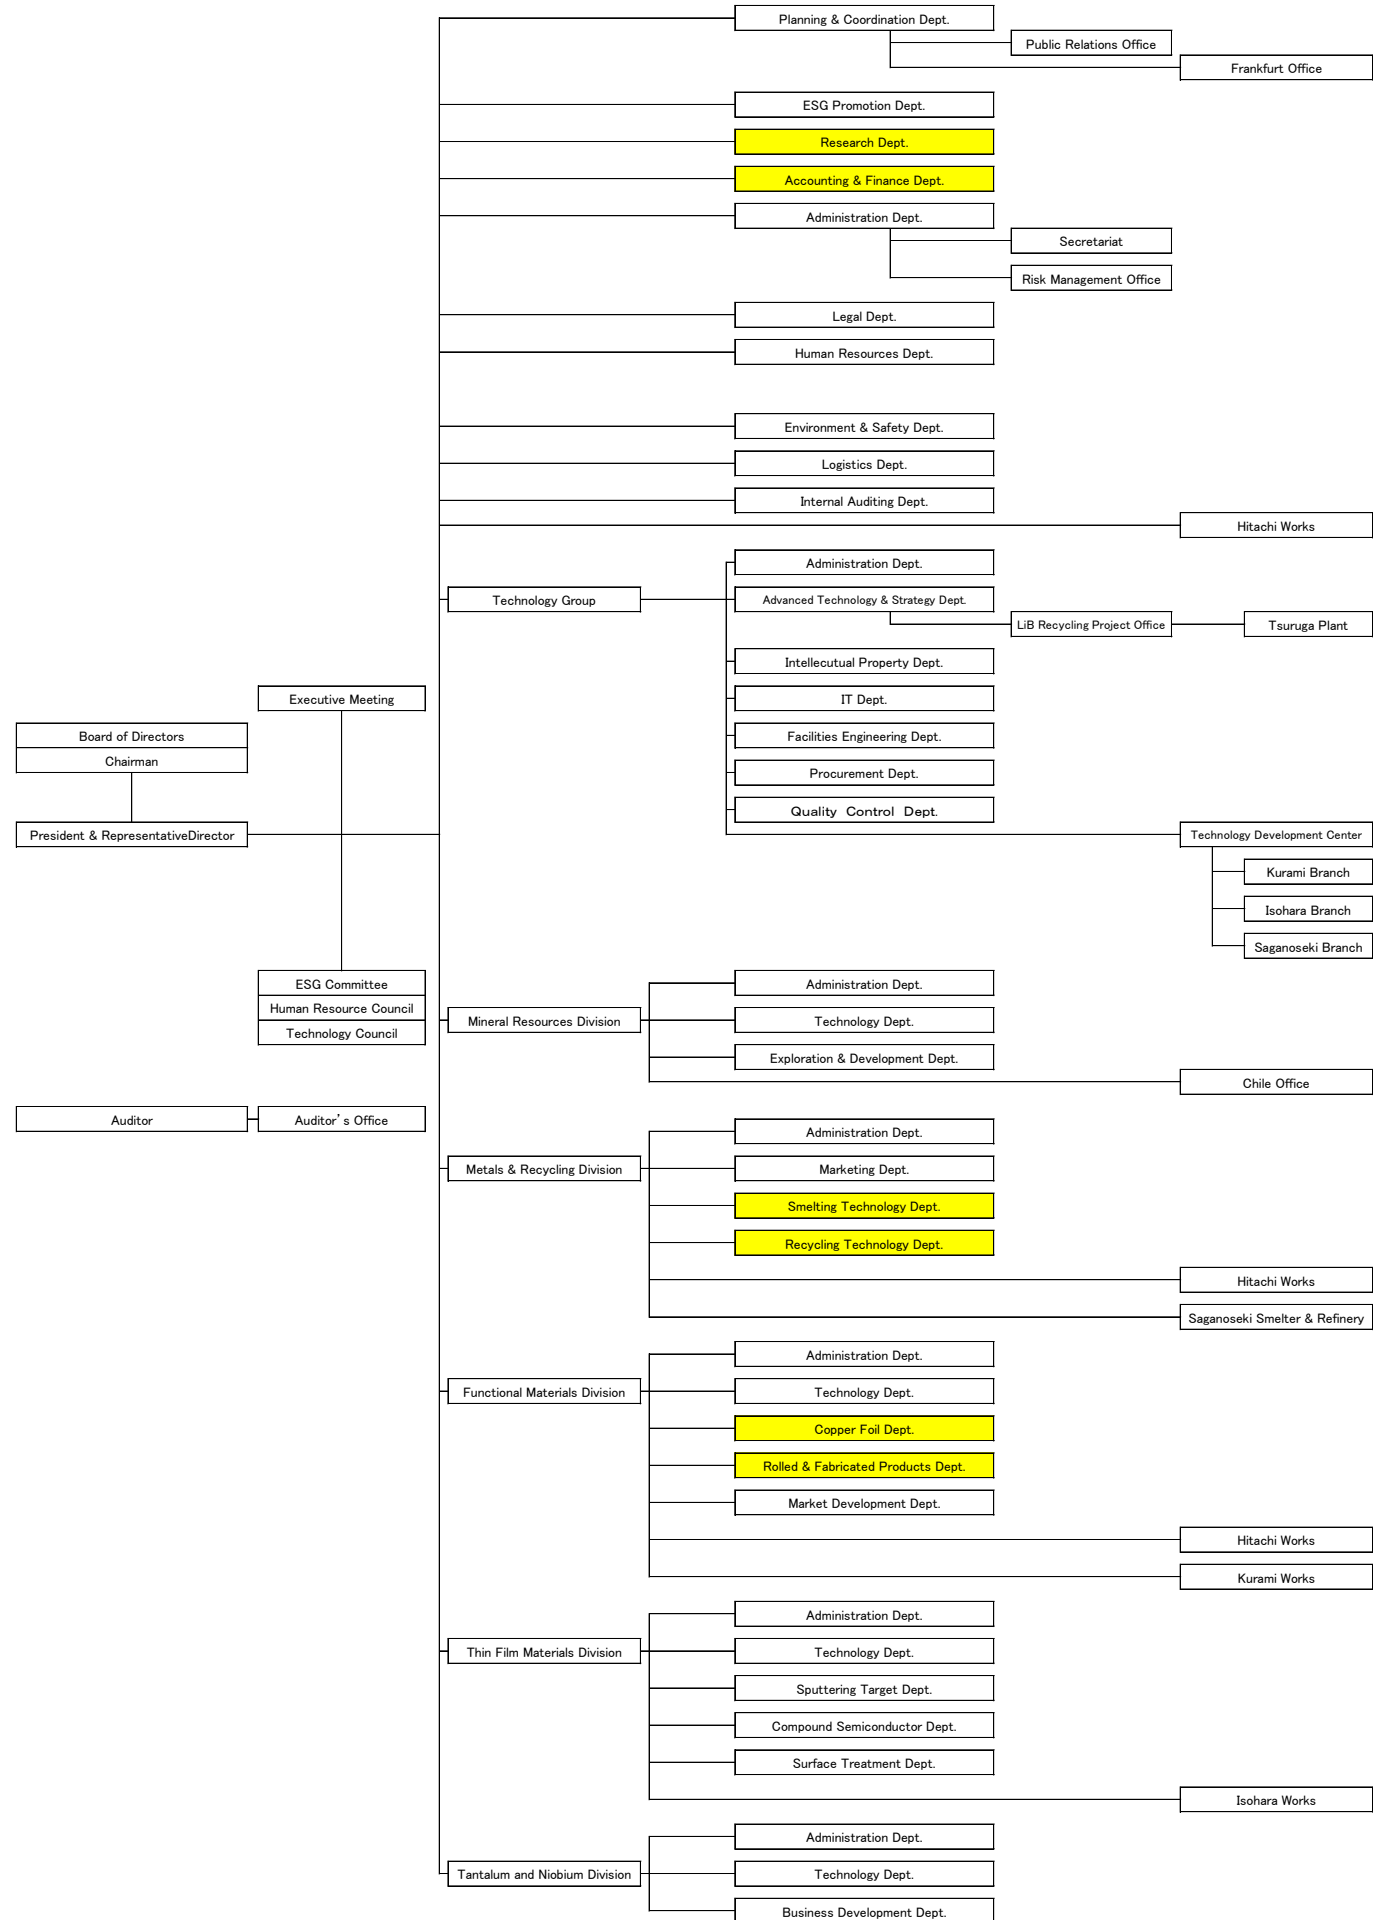 Planning & Coordination Dept.
Public Relations Office
Frankfurt Office
ESG Promotion Dept.
Research Dept.
Accounting & Finance Dept.
Administration Dept.
Secretariat
Risk Management Office
Legal Dept.
Human Resources Dept.
Environment & Safety Dept.
Logistics Dept.
Internal Auditing Dept.
Hitachi Works
Administration Dept.
Technology Group
Advanced Technology & Strategy Dept.
LiB Recycling Project Office
Tsuruga Plant
Intellecutual Property Dept.
Executive Meeting
IT Dept.
Board of Directors
Facilities Engineering Dept.
Chairman
Procurement Dept.
Quality Control Dept.
President & RepresentativeDirector
Technology Development Center
Kurami Branch
Isohara Branch
Saganoseki Branch
ESG Committee
Administration Dept.
Human Resource Council
Mineral Resources Division
Technology Dept.
Technology Council
Exploration & Development Dept.
Chile Office
Auditor
Auditor's Office
Administration Dept.
Metals & Recycling Division
Marketing Dept.
Smelting Technology Dept.
Recycling Technology Dept.
Hitachi Works
Saganoseki Smelter & Refinery
Administration Dept.
Functional Materials Division
Technology Dept.
Copper Foil Dept.
Rolled & Fabricated Products Dept.
Market Development Dept.
Hitachi Works
Kurami Works
Administration Dept.
Thin Film Materials Division
Technology Dept.
Sputtering Target Dept.
Compound Semiconductor Dept.
Surface Treatment Dept.
Isohara Works
Administration Dept.
Tantalum and Niobium Division
Technology Dept.
Business Development Dept.